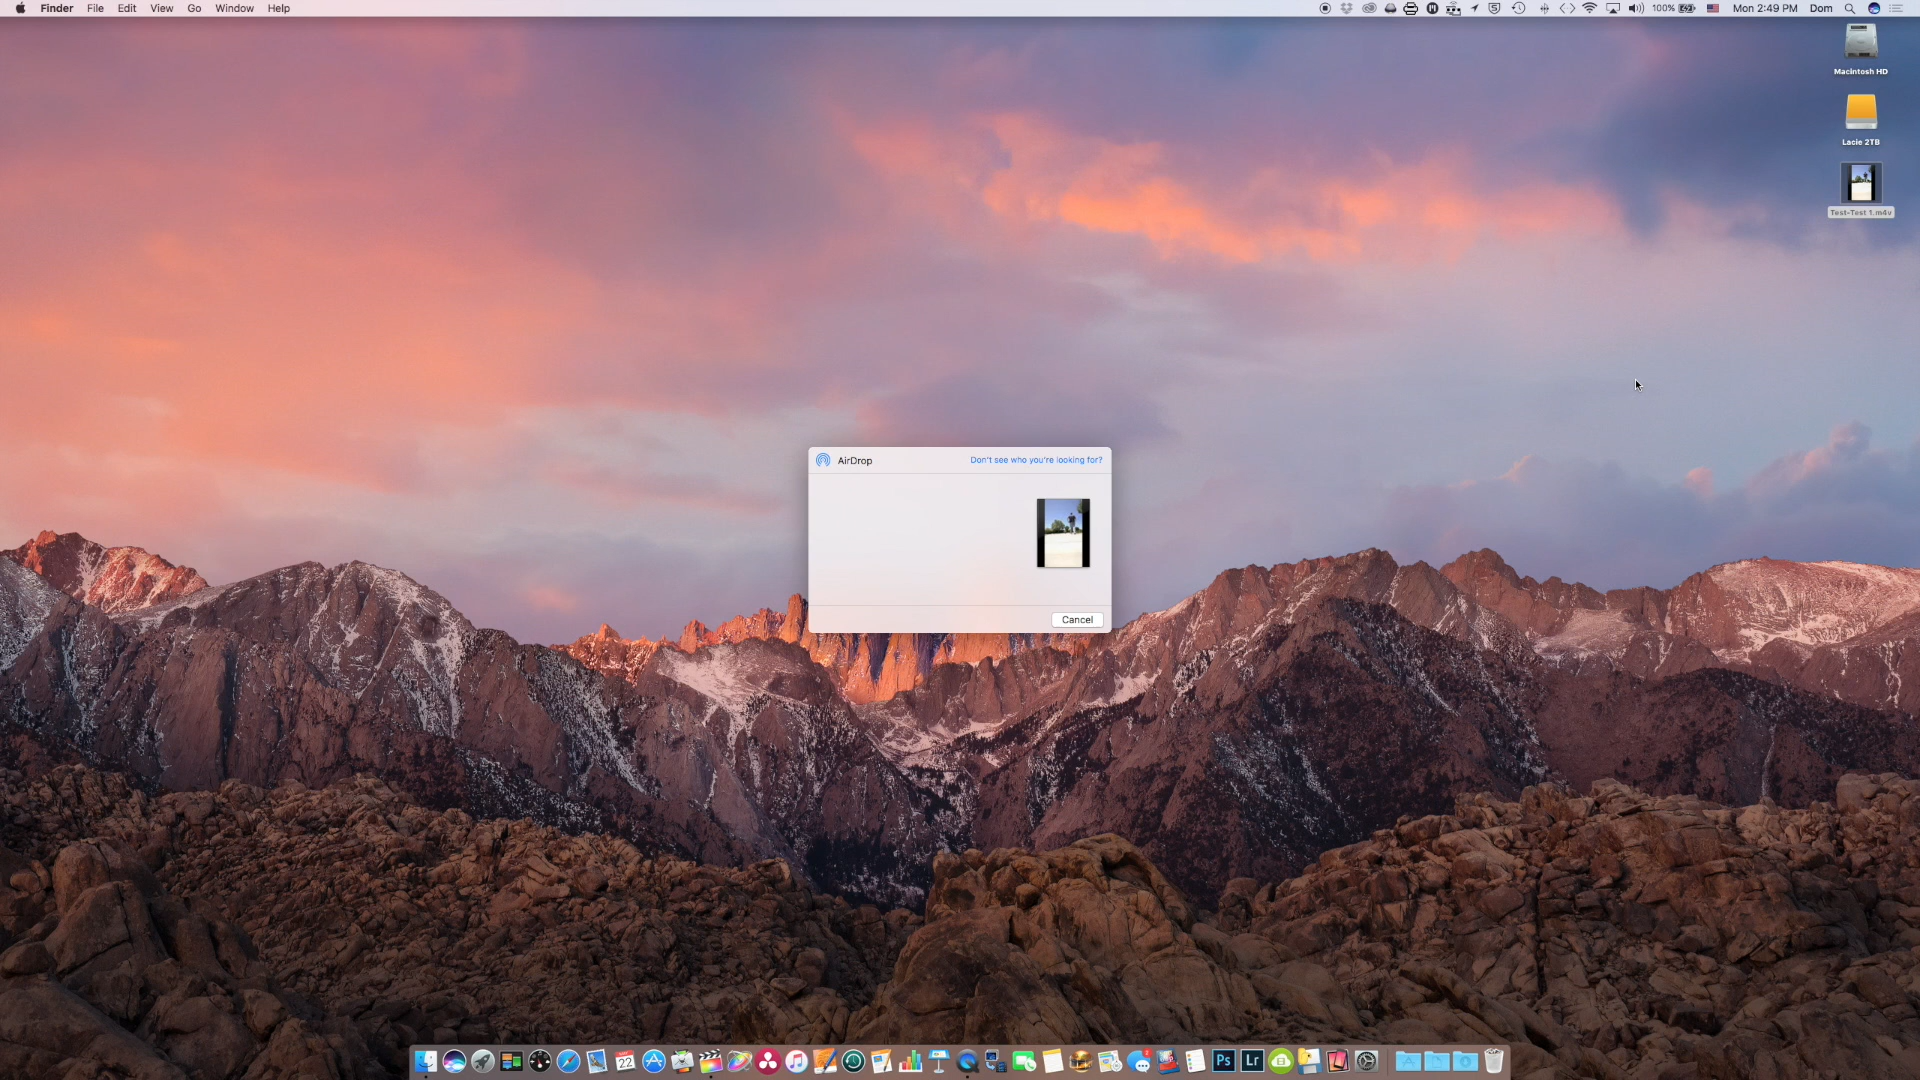 Finder File Edit View Go Window Help 100% Mon 2:49 PM Dom
Macintosh HD
Lacie 2TB
Test-Test 1.m4v
AirDrop Don't see who you're looking for?
Cancel
22 Ps Lr